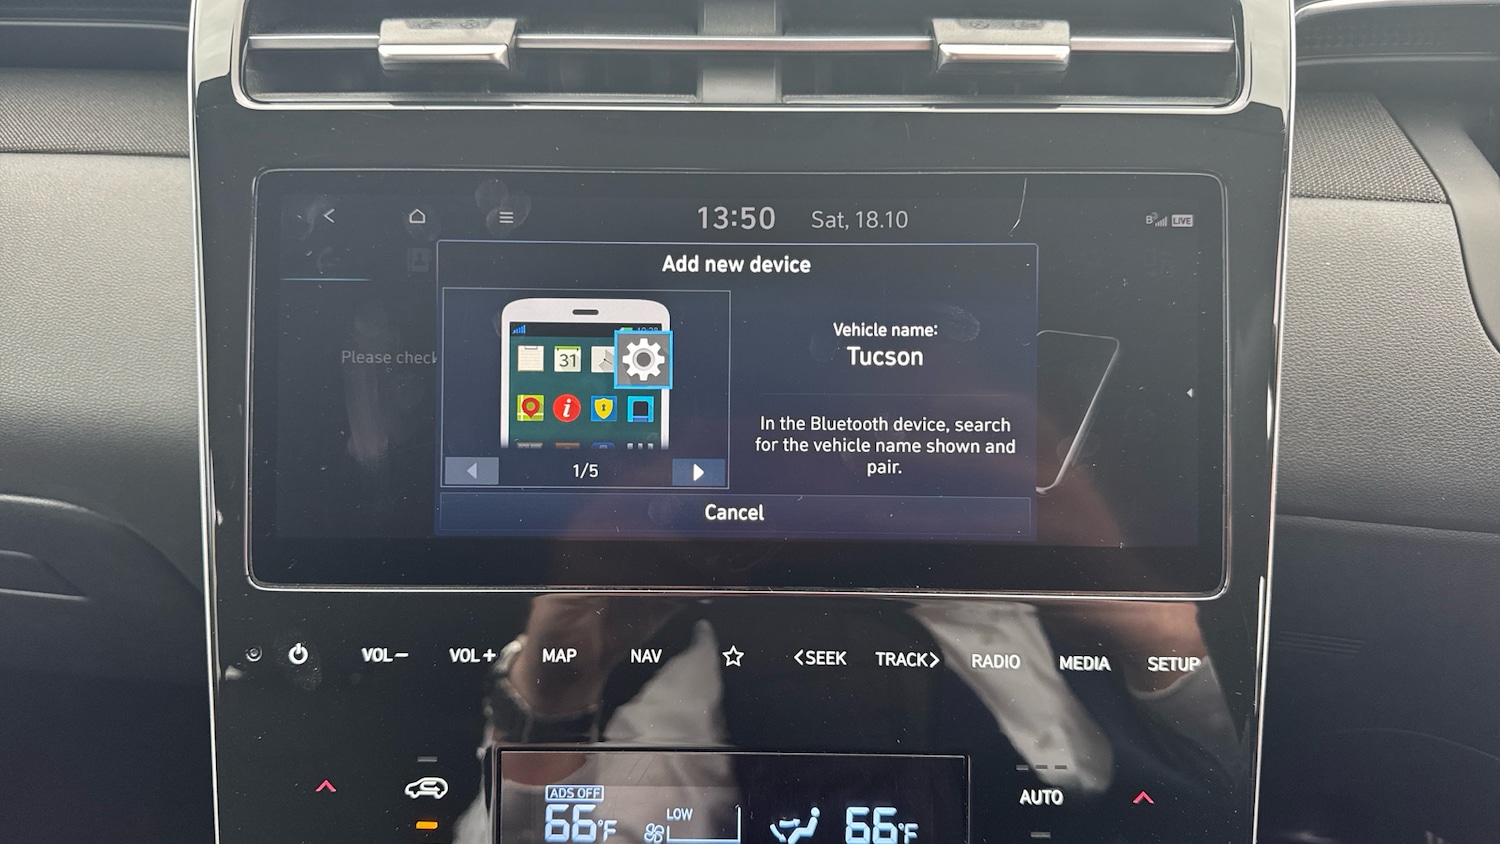 13:50 Sat, 18.10
LIVE
Add new device
Please check
31
Vehicle name:
Tucson
In the Bluetooth device, search
for the vehicle name shown and
pair.
1/5
Cancel
VOL− VOL+ MAP NAV <SEEK TRACK> RADIO MEDIA SETUP
ADS OFF
66°F LOW 66°F
AUTO